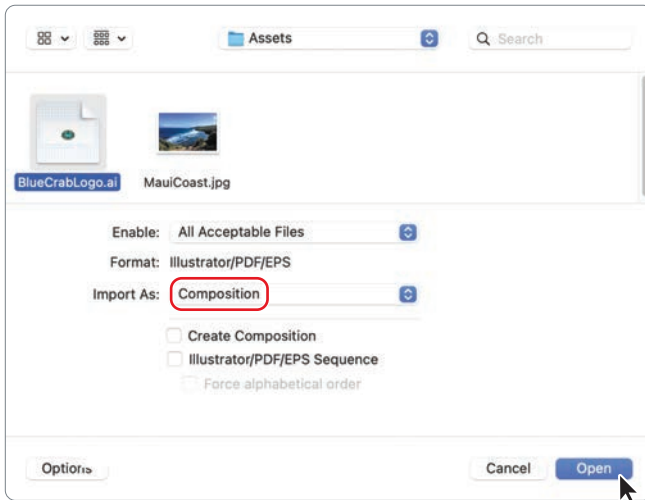 Assets
Search
BlueCrabLogo.ai
MauiCoast.jpg
Enable: All Acceptable Files
Format: Illustrator/PDF/EPS
Import As: Composition
Create Composition
Illustrator/PDF/EPS Sequence
Force alphabetical order
Options
Cancel
Open